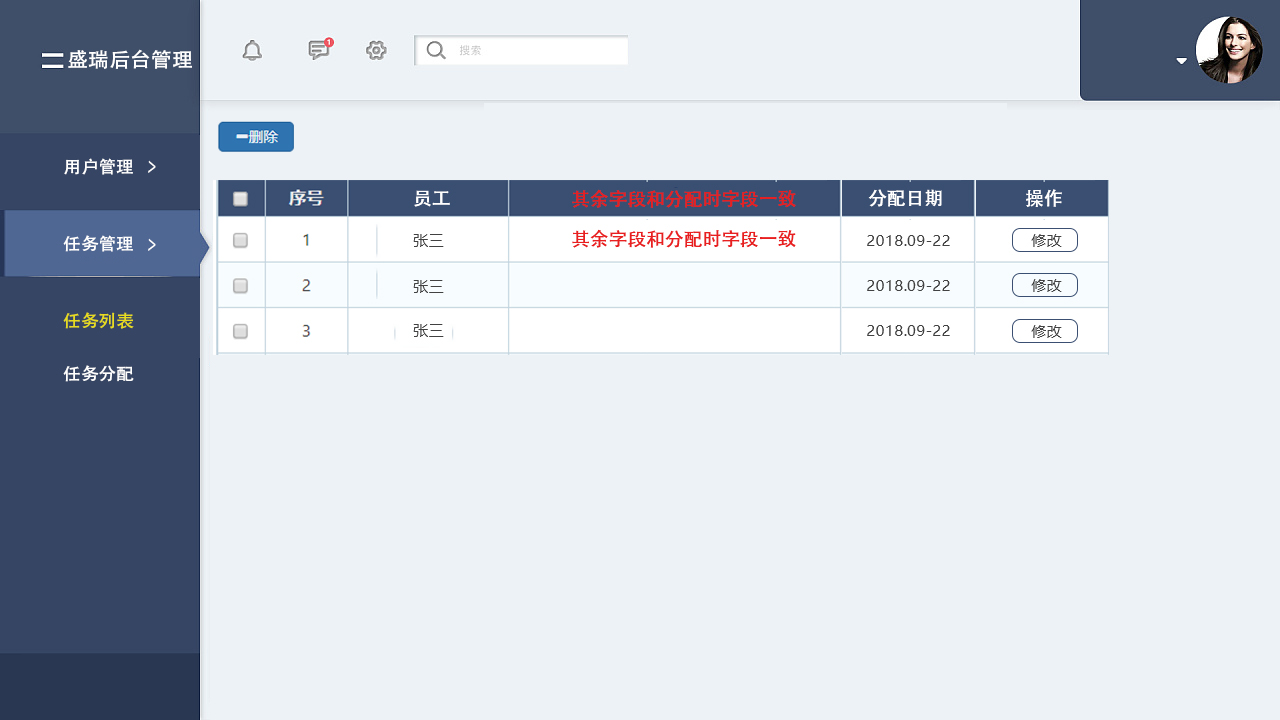 盛瑞后台管理
1
搜索
用户管理 >
任务管理 >
任务列表
任务分配
删除
序号 员工 其余字段和分配时字段一致 分配日期 操作
1 张三 其余字段和分配时字段一致 2018.09-22 修改
2 张三 2018.09-22 修改
3 张三 2018.09-22 修改